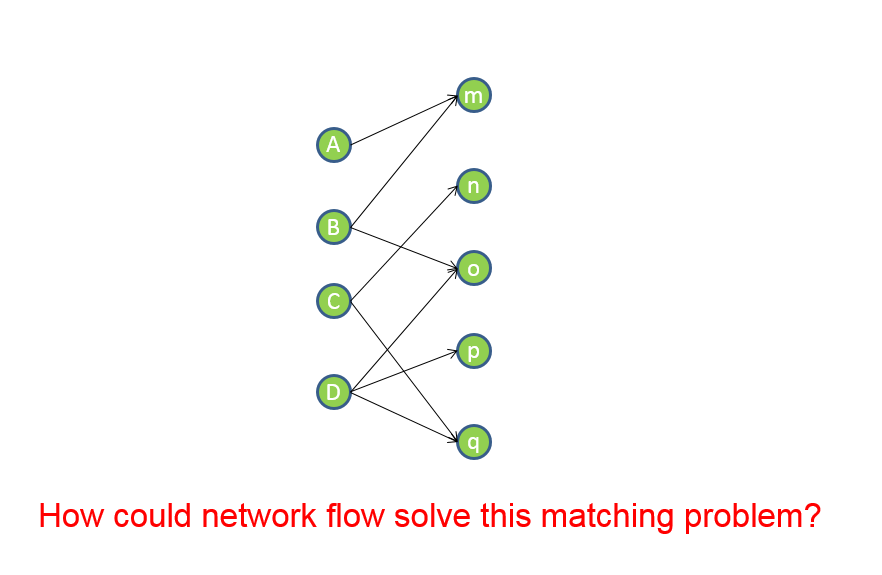 m
A
n
B
o
C
p
D
q
How could network flow solve this matching problem?